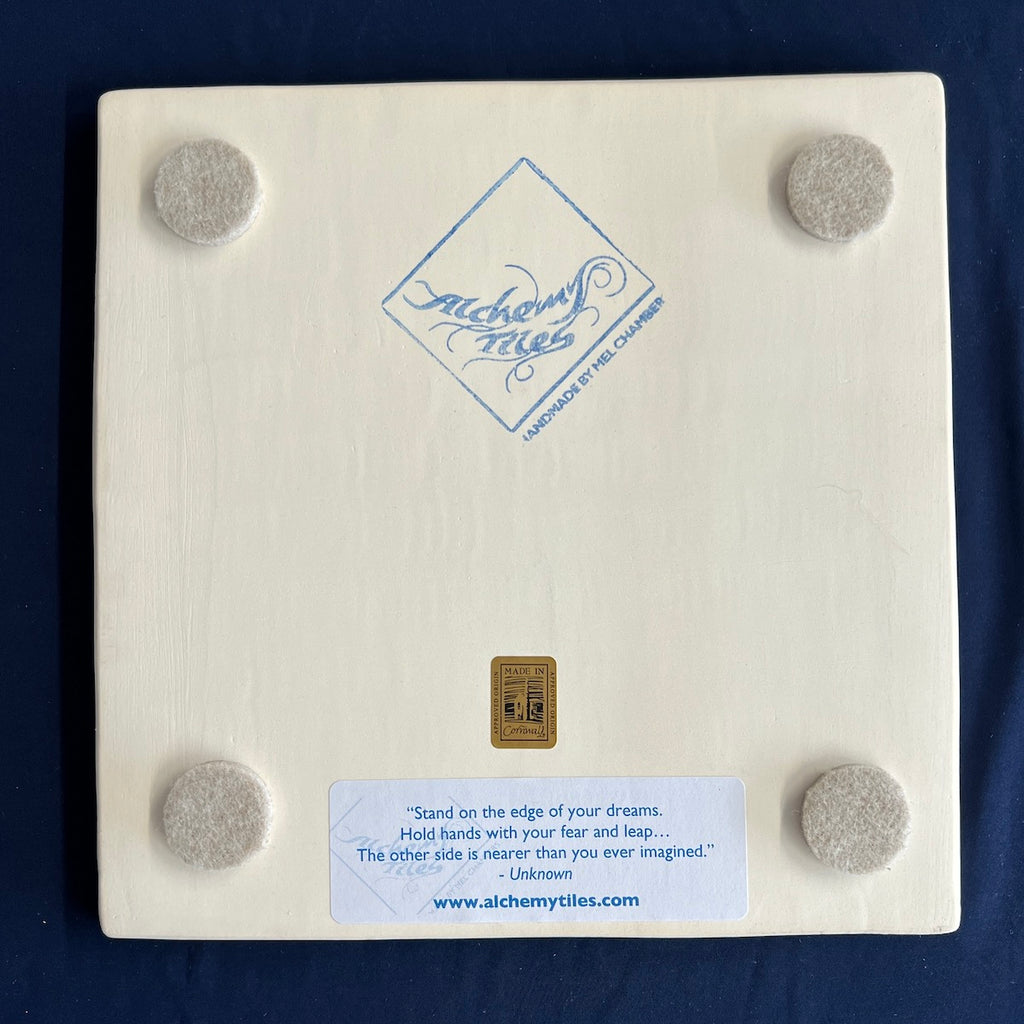 Alchemy
Tiles
HANDMADE BY MEL CHAMBER
MADE IN
APPROVED ORIGIN
APPROVED ORIGIN
Cornwall
“Stand on the edge of your dreams.
Hold hands with your fear and leap...
The other side is nearer than you ever imagined.”
- Unknown
www.alchemytiles.com
Alchemy
Tiles